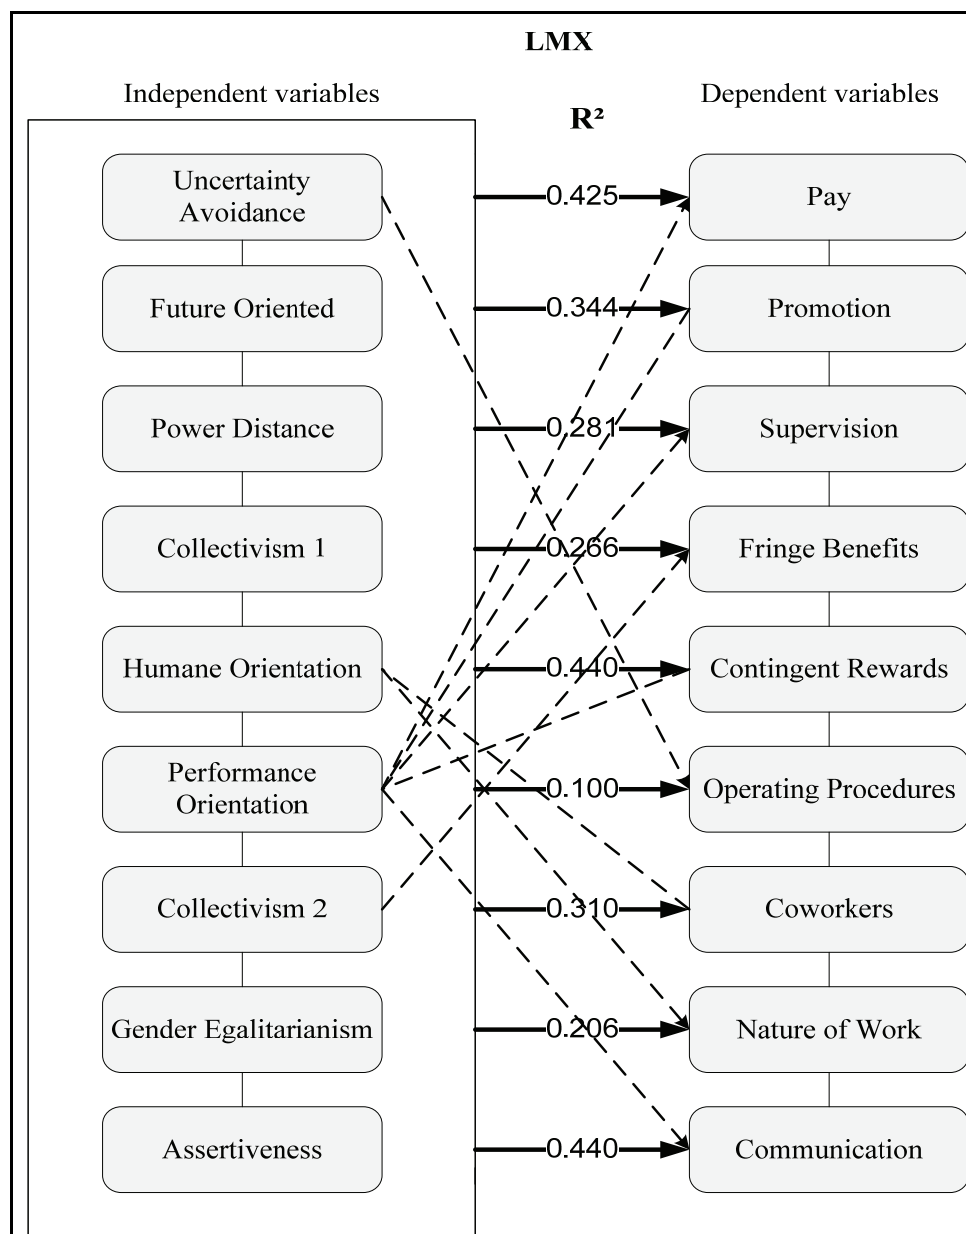 LMX
Independent variables
R²
Dependent variables
Uncertainty
Avoidance
0.425
Pay
Future Oriented
0.344
Promotion
Power Distance
0.281
Supervision
Collectivism 1
0.266
Fringe Benefits
Humane Orientation
0.440
Contingent Rewards
Performance
Orientation
0.100
Operating Procedures
Collectivism 2
0.310
Coworkers
Gender Egalitarianism
0.206
Nature of Work
Assertiveness
0.440
Communication